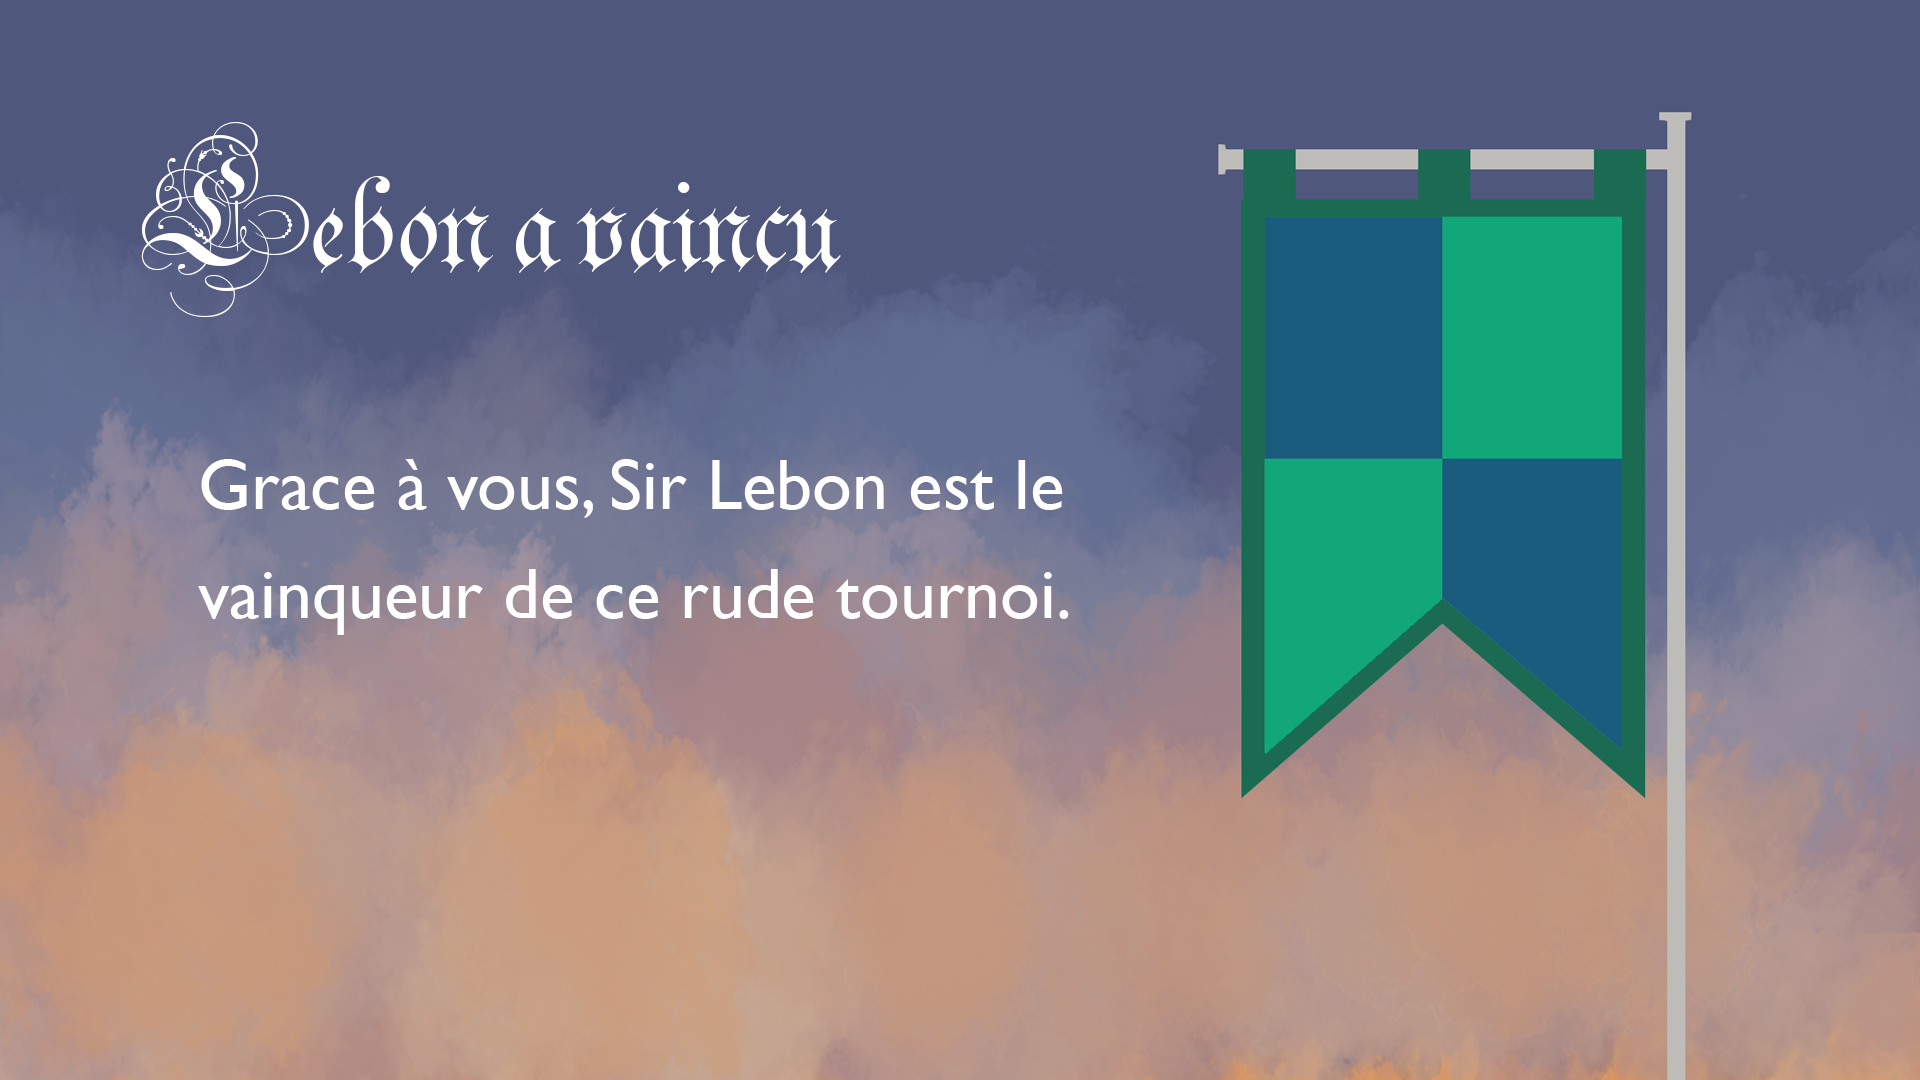 Lebon a vaincu
Grace à vous, Sir Lebon est le
vainqueur de ce rude tournoi.